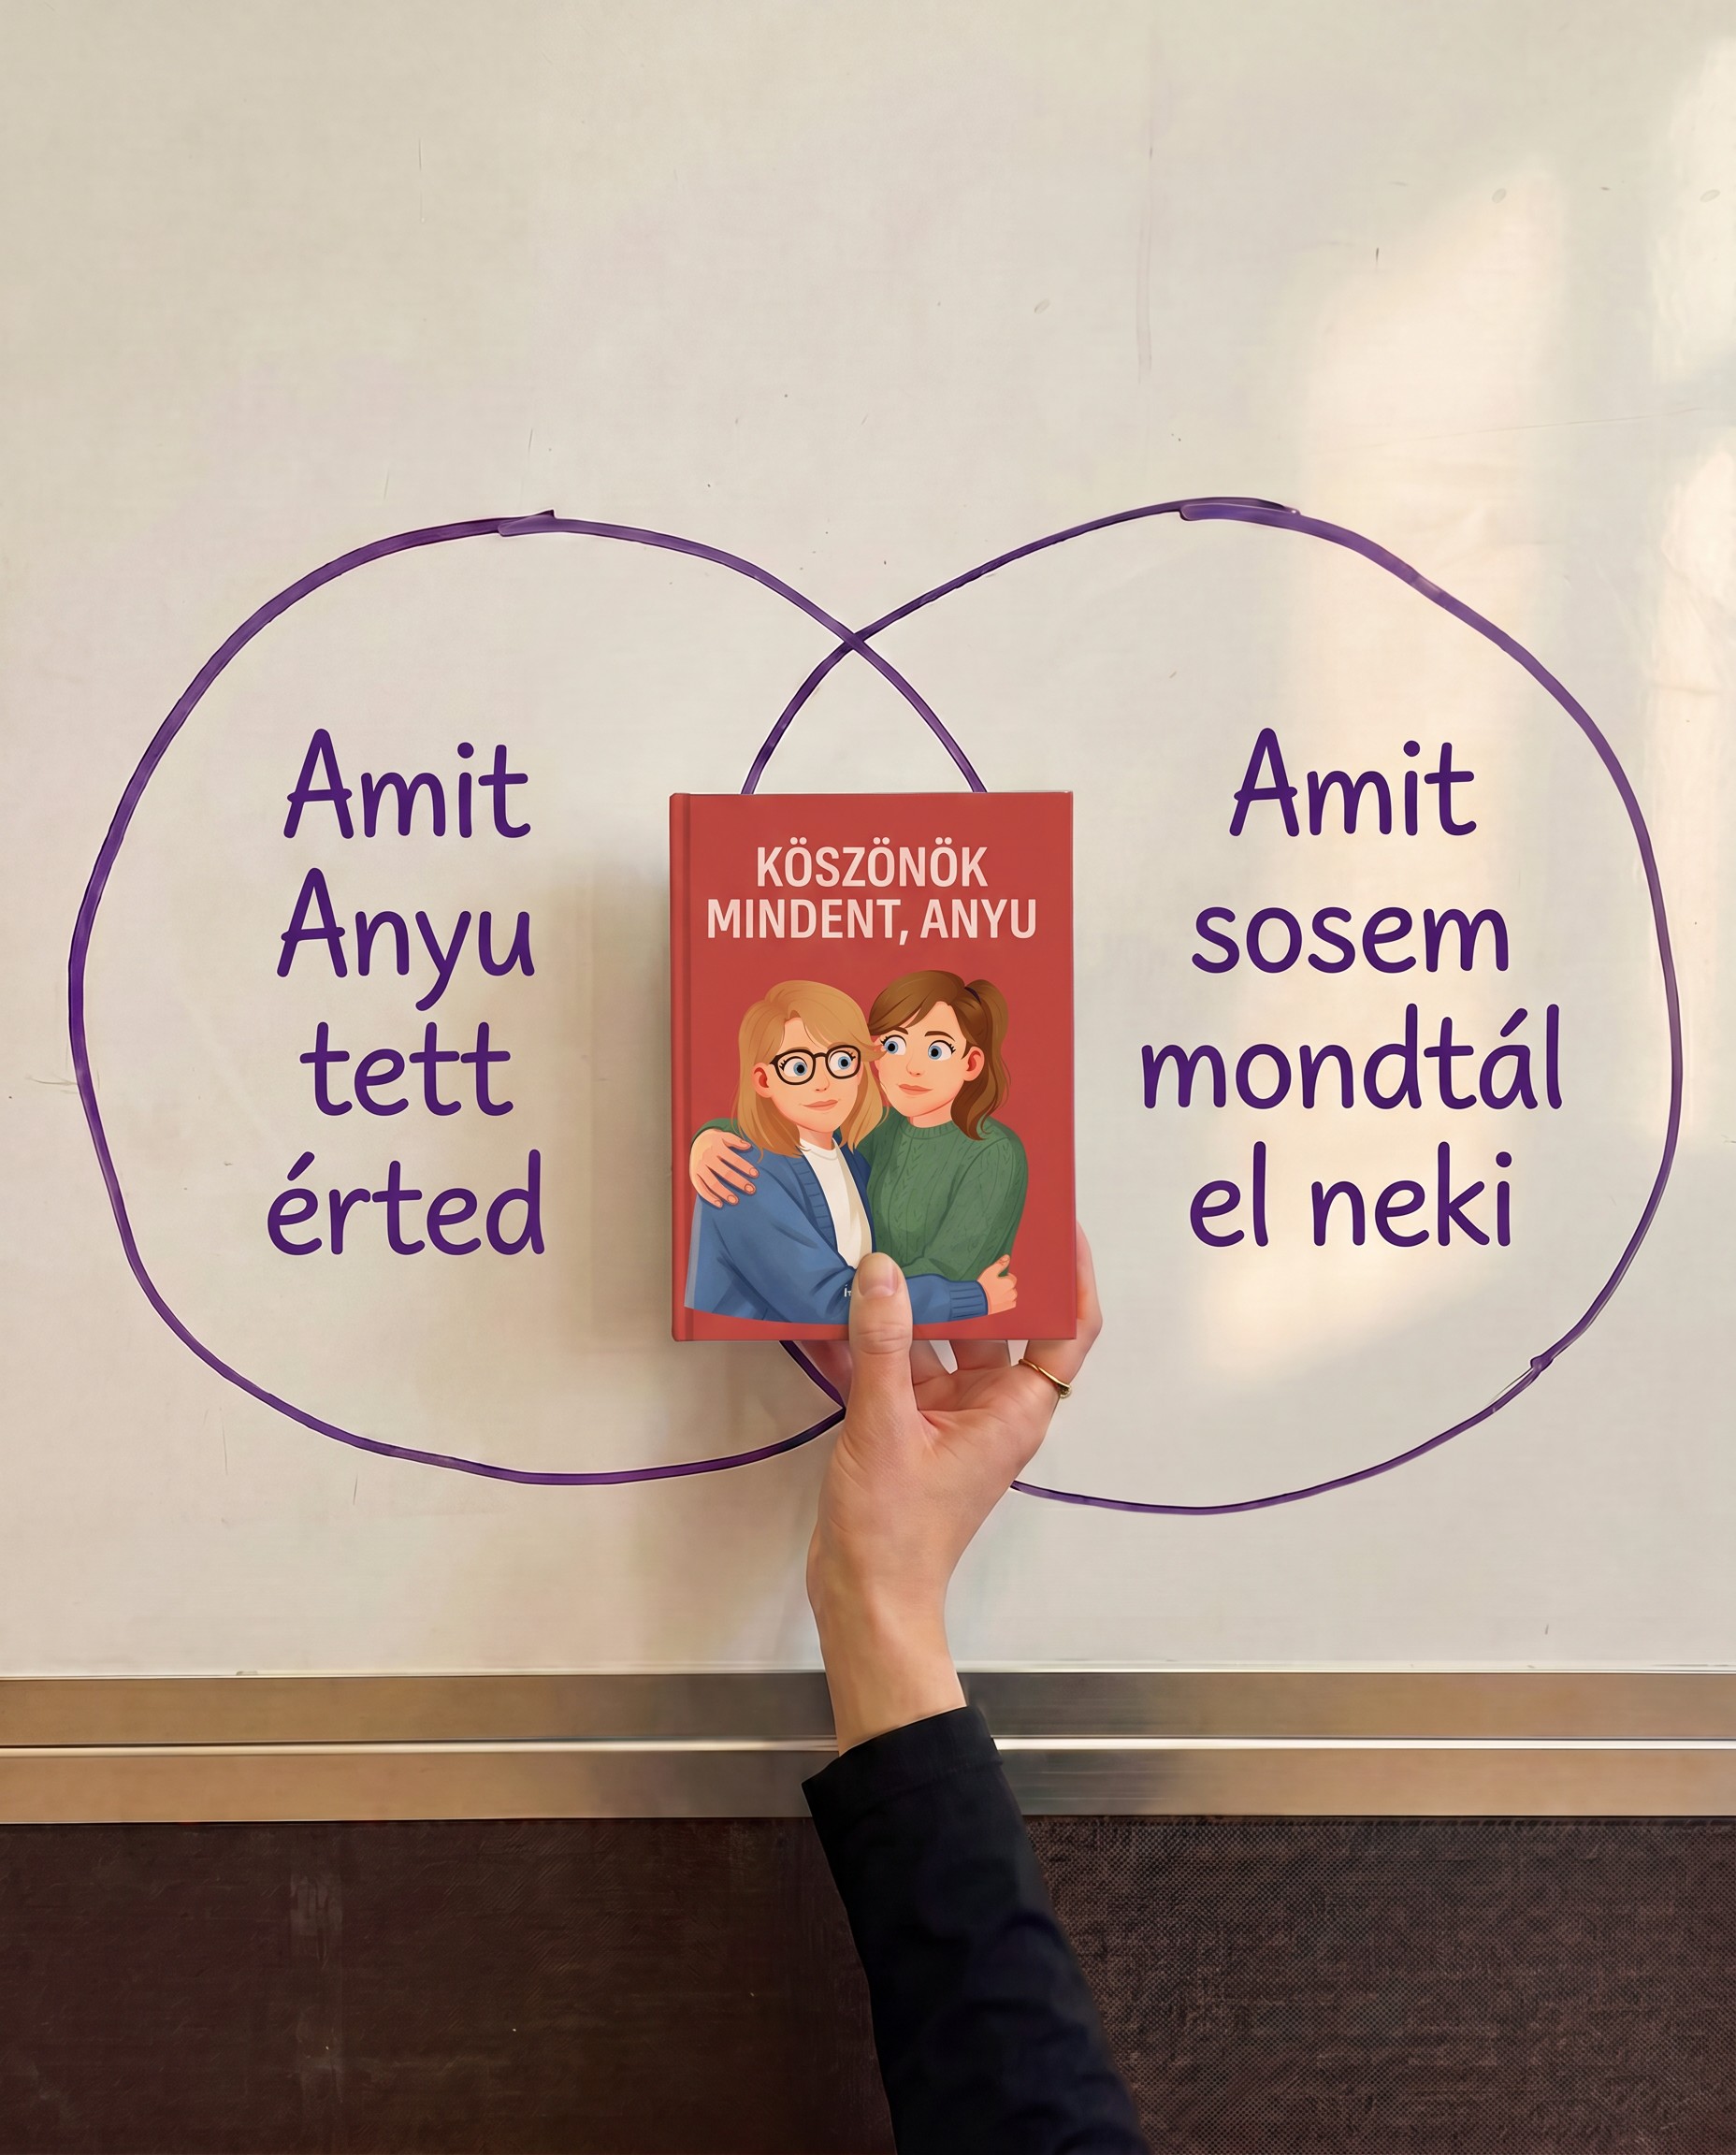 Amit
Anyu
tett
érted
KÖSZÖNÖK
MINDENT, ANYU
Amit
sosem
mondtál
el neki